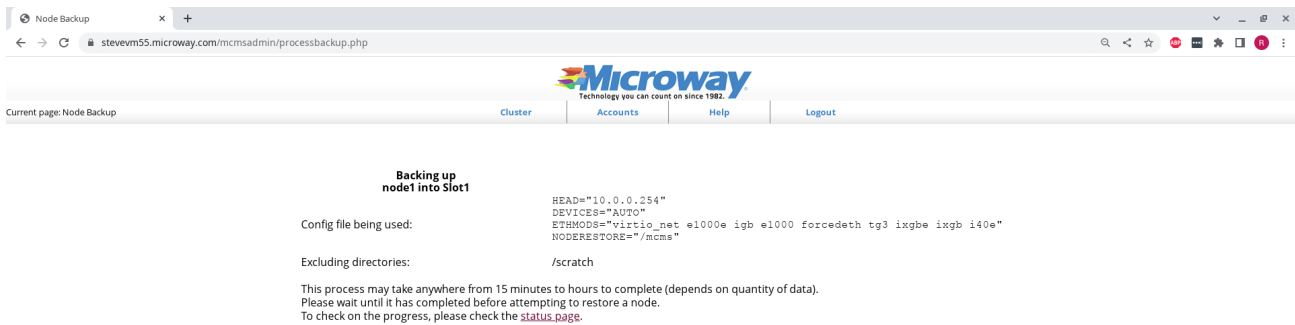 Node Backup
stevevm55.microway.com/mcmsadmin/processbackup.php
ABP
R
Microway
Technology you can count on since 1982.
Current page: Node Backup
Cluster
Accounts
Help
Logout
Backing up
node1 into Slot1
Config file being used:
HEAD="10.0.0.254"
DEVICES="AUTO"
ETHMODS="virtio_net e1000e igb e1000 forcedeth tg3 ixgbe ixgb i40e"
NODERESTORE="/mcms"
Excluding directories: /scratch
This process may take anywhere from 15 minutes to hours to complete (depends on quantity of data).
Please wait until it has completed before attempting to restore a node.
To check on the progress, please check the status page.